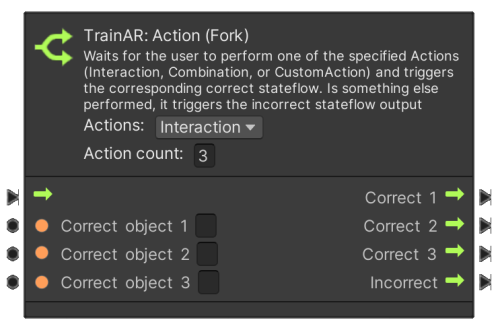 TrainAR: Action (Fork)
Waits for the user to perform one of the specified Actions
(Interaction, Combination, or CustomAction) and triggers
the corresponding correct stateflow. Is something else
performed, it triggers the incorrect stateflow output
Actions: Interaction
Action count: 3
Correct 1
Correct object 1 Correct 2
Correct object 2 Correct 3
Correct object 3 Incorrect